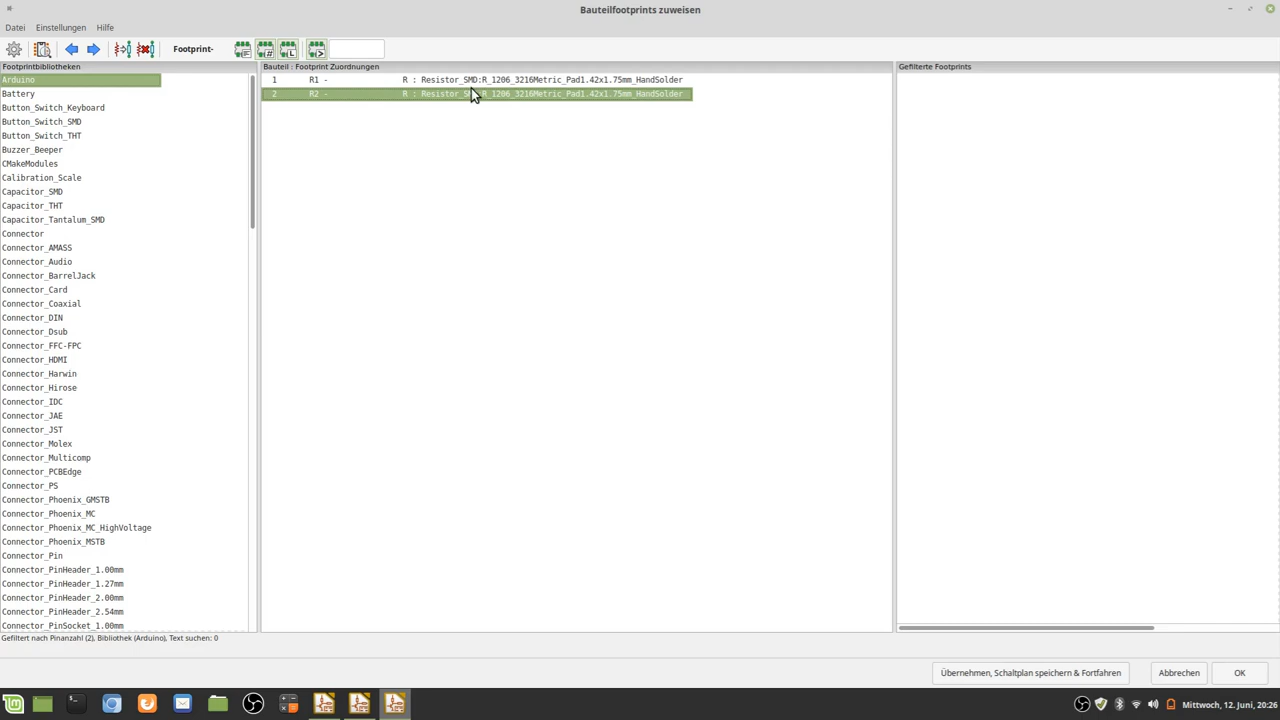 Bauteilfootprints zuweisen
Datei Einstellungen Hilfe
Footprint-
Footprintbibliotheken
Arduino
Battery
Button_Switch_Keyboard
Button_Switch_SMD
Button_Switch_THT
Buzzer_Beeper
CMakeModules
Calibration_Scale
Capacitor_SMD
Capacitor_THT
Capacitor_Tantalum_SMD
Connector
Connector_AMASS
Connector_Audio
Connector_BarrelJack
Connector_Card
Connector_Coaxial
Connector_DIN
Connector_Dsub
Connector_FFC-FPC
Connector_HDMI
Connector_Harwin
Connector_Hirose
Connector_IDC
Connector_JAE
Connector_JST
Connector_Molex
Connector_Multicomp
Connector_PCBEdge
Connector_PS
Connector_Phoenix_GMSTB
Connector_Phoenix_MC
Connector_Phoenix_MC_HighVoltage
Connector_Phoenix_MSTB
Connector_Pin
Connector_PinHeader_1.00mm
Connector_PinHeader_1.27mm
Connector_PinHeader_2.00mm
Connector_PinHeader_2.54mm
Connector_PinSocket_1.00mm
Bauteil : Footprint Zuordnungen
1 R1 - R : Resistor_SMD:R_1206_3216Metric_Pad1.42x1.75mm_HandSolder
2 R2 - R : Resistor_SMD:R_1206_3216Metric_Pad1.42x1.75mm_HandSolder
Gefilterte Footprints
Gefiltert nach Pinanzahl (2), Bibliothek (Arduino), Text suchen: 0
Übernehmen, Schaltplan speichern & Fortfahren Abbrechen OK
Mittwoch, 12. Juni, 20:26